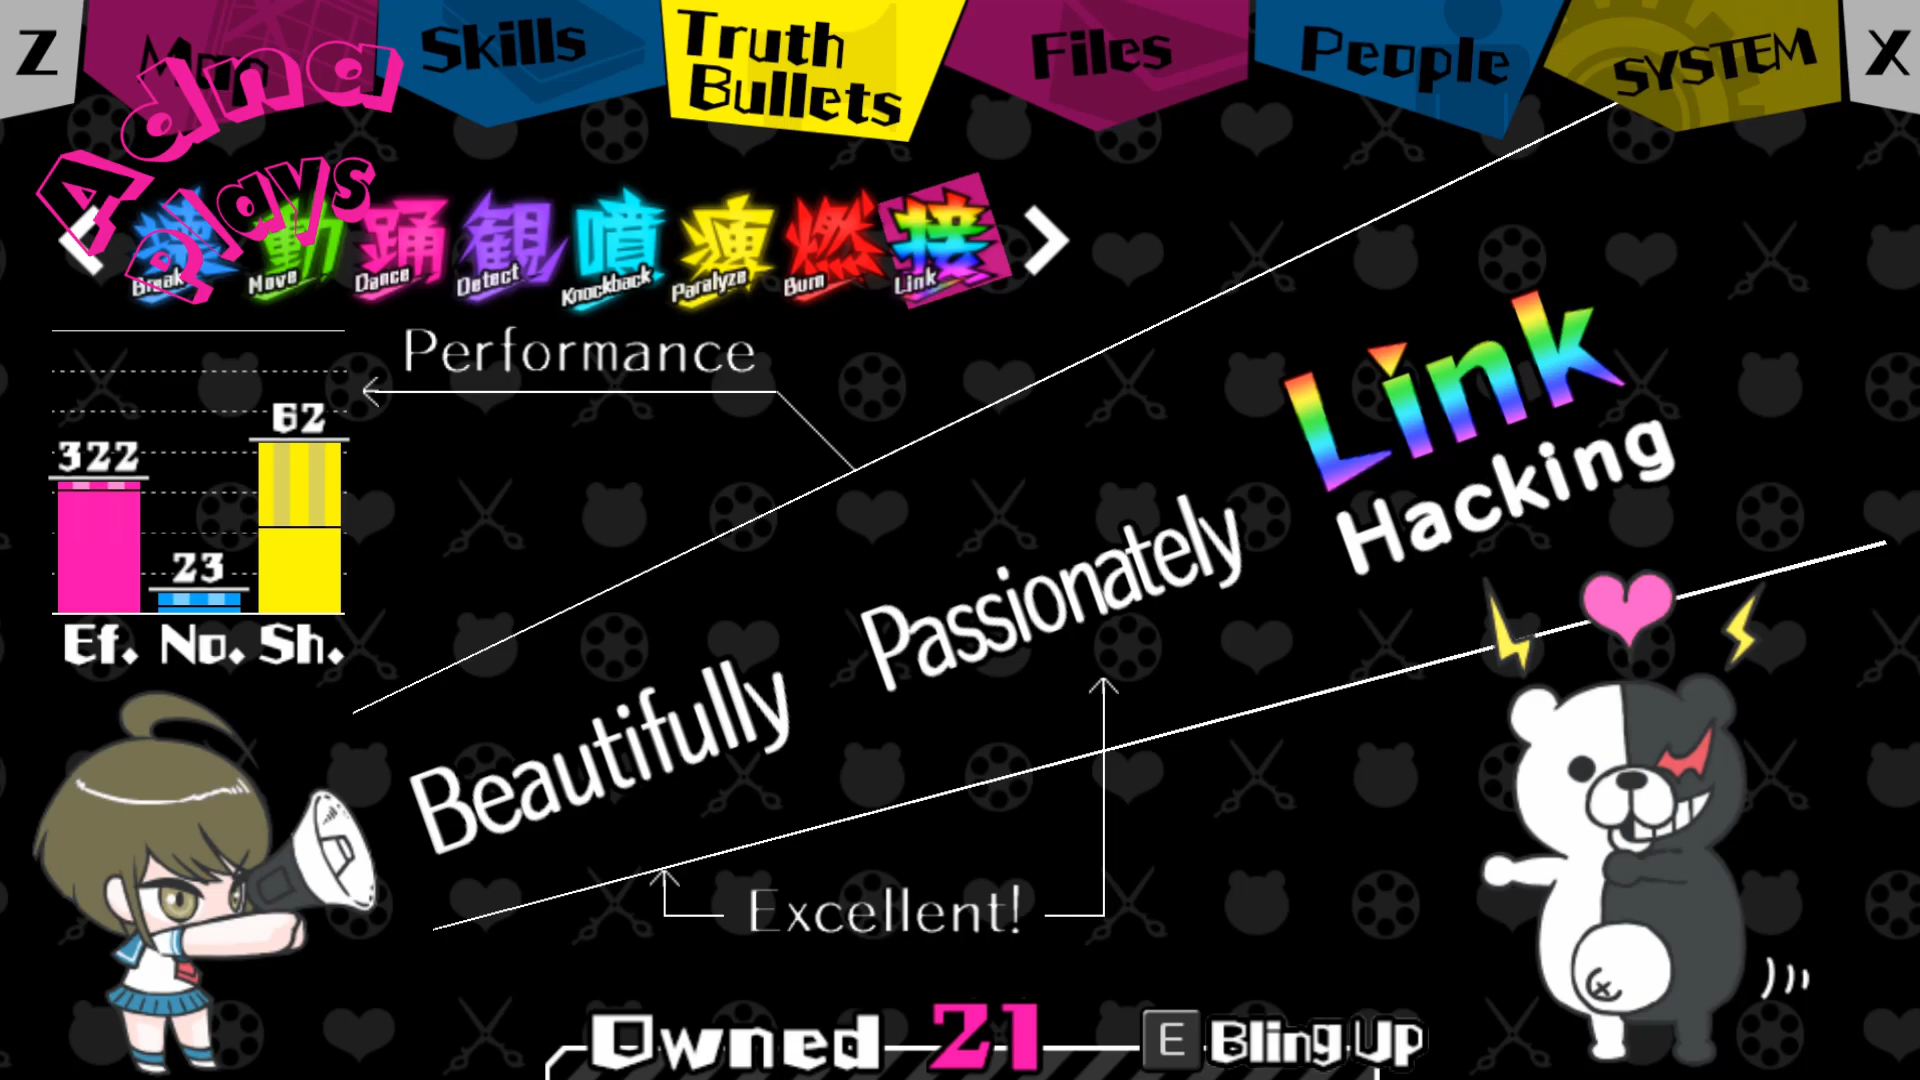 Z
Map
Skills
Truth
Bullets
Files
People
SYSTEM
X
Adna
Plays
動 踊 観 噴 痺 燃 接
Break Move Dance Detect Knockback Paralyze Burn Link
Performance
322
23
62
Ef. No. Sh.
Link
Hacking
Beautifully Passionately
Excellent!
Owned 21 E Bling Up